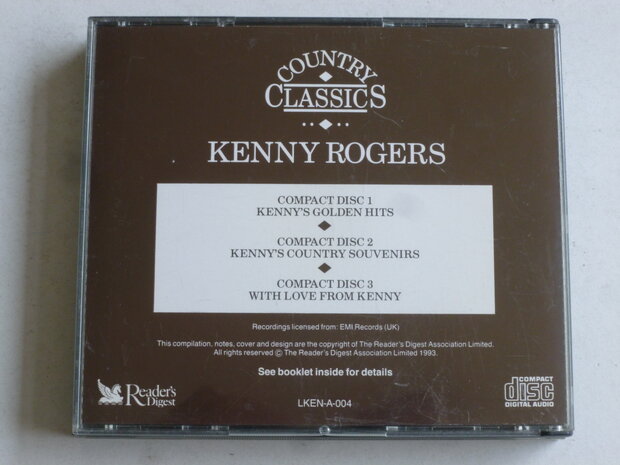 COUNTRY
CLASSICS
KENNY ROGERS
COMPACT DISC 1
KENNY'S GOLDEN HITS
COMPACT DISC 2
KENNY'S COUNTRY SOUVENIRS
COMPACT DISC 3
WITH LOVE FROM KENNY
Recordings licensed from: EMI Records (UK)
This compilation, notes, cover and design are the copyright of The Reader's Digest Association Limited.
All rights reserved Ⓟ The Reader's Digest Association Limited 1993.
See booklet inside for details
Reader's
Digest
LKEN-A-004
COMPACT
disc
DIGITAL AUDIO